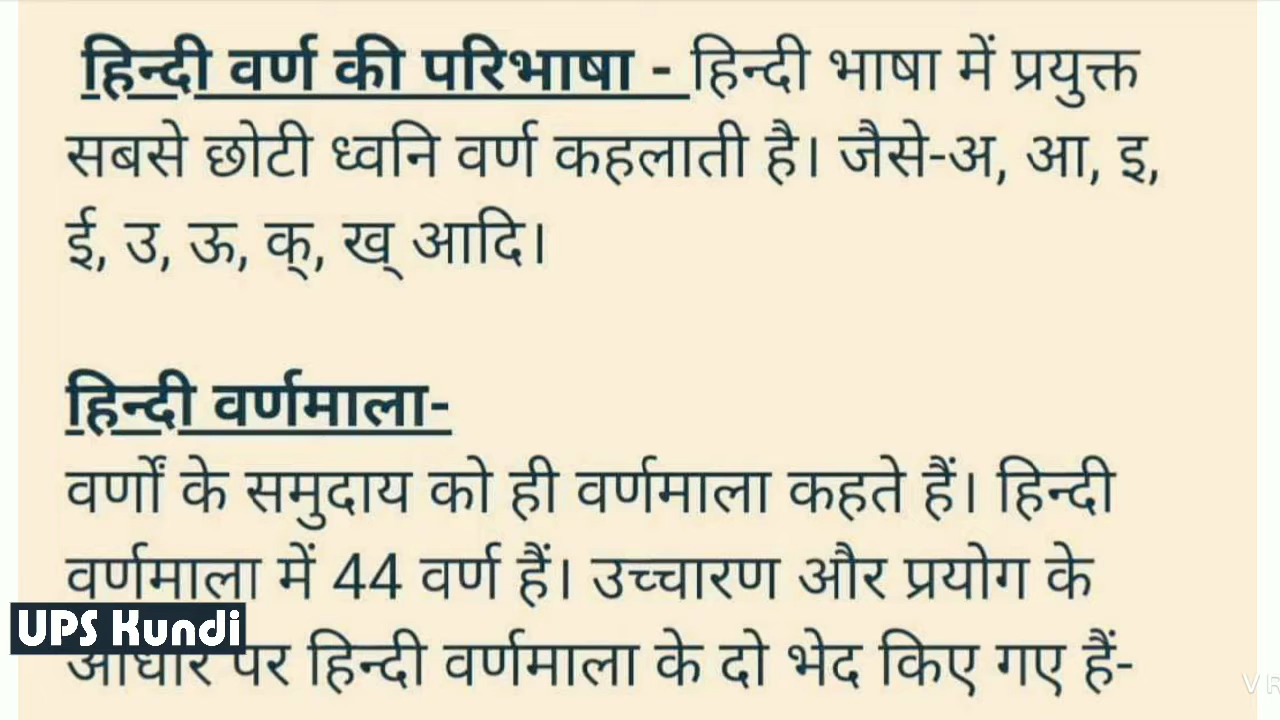 हिन्दी वर्ण की परिभाषा - हिन्दी भाषा में प्रयुक्त
सबसे छोटी ध्वनि वर्ण कहलाती है। जैसे-अ, आ, इ,
ई, उ, ऊ, क्, ख् आदि।
हिन्दी वर्णमाला-
वर्णों के समुदाय को ही वर्णमाला कहते हैं। हिन्दी
वर्णमाला में 44 वर्ण हैं। उच्चारण और प्रयोग के
UPS Kundi
आधार पर हिन्दी वर्णमाला के दो भेद किए गए हैं-